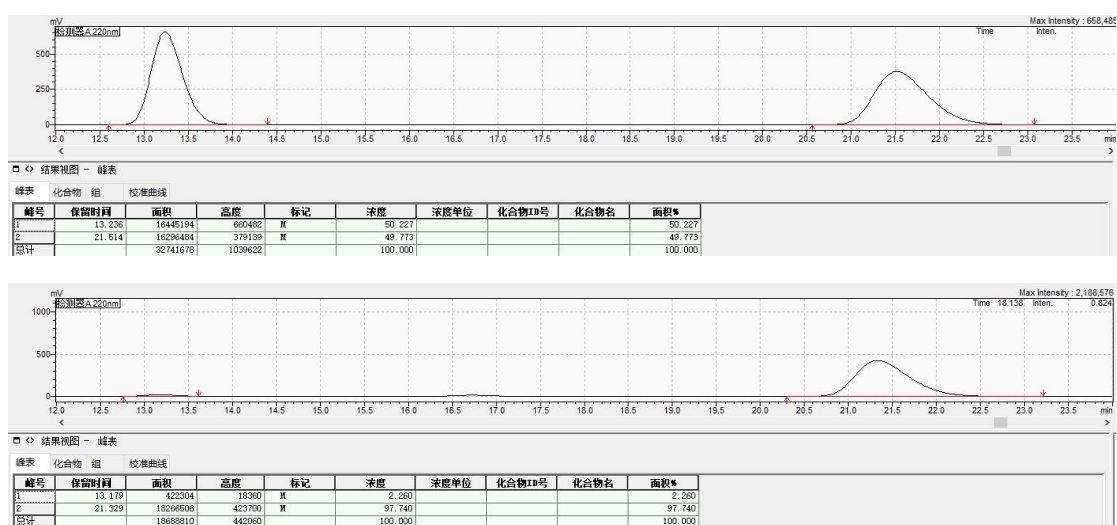 mV
检测器A 220nm
Max Intensity : 658,485
Time Inten.
500
250
0
12.0 12.5 13.0 13.5 14.0 14.5 15.0 15.5 16.0 16.5 17.0 17.5 18.0 18.5 19.0 19.5 20.0 20.5 21.0 21.5 22.0 22.5 23.0 23.5 min
结果视图 - 峰表
峰表 化合物 组 校准曲线
峰号 保留时间 面积 高度 标记 浓度 浓度单位 化合物ID号 化合物名 面积%
1 13.236 16445194 660482 M 50.227 50.227
2 21.514 16296484 379139 M 49.773 49.773
总计 32741678 1039622 100.000 100.000
mV
检测器A 220nm
Max Intensity : 2,188,576
Time 18.138 Inten. 0.824
1000
500
0
12.0 12.5 13.0 13.5 14.0 14.5 15.0 15.5 16.0 16.5 17.0 17.5 18.0 18.5 19.0 19.5 20.0 20.5 21.0 21.5 22.0 22.5 23.0 23.5 min
结果视图 - 峰表
峰表 化合物 组 校准曲线
峰号 保留时间 面积 高度 标记 浓度 浓度单位 化合物ID号 化合物名 面积%
1 13.179 422304 18360 M 2.260 2.260
2 21.329 18266506 423700 M 97.740 97.740
总计 18688810 442060 100.000 100.000